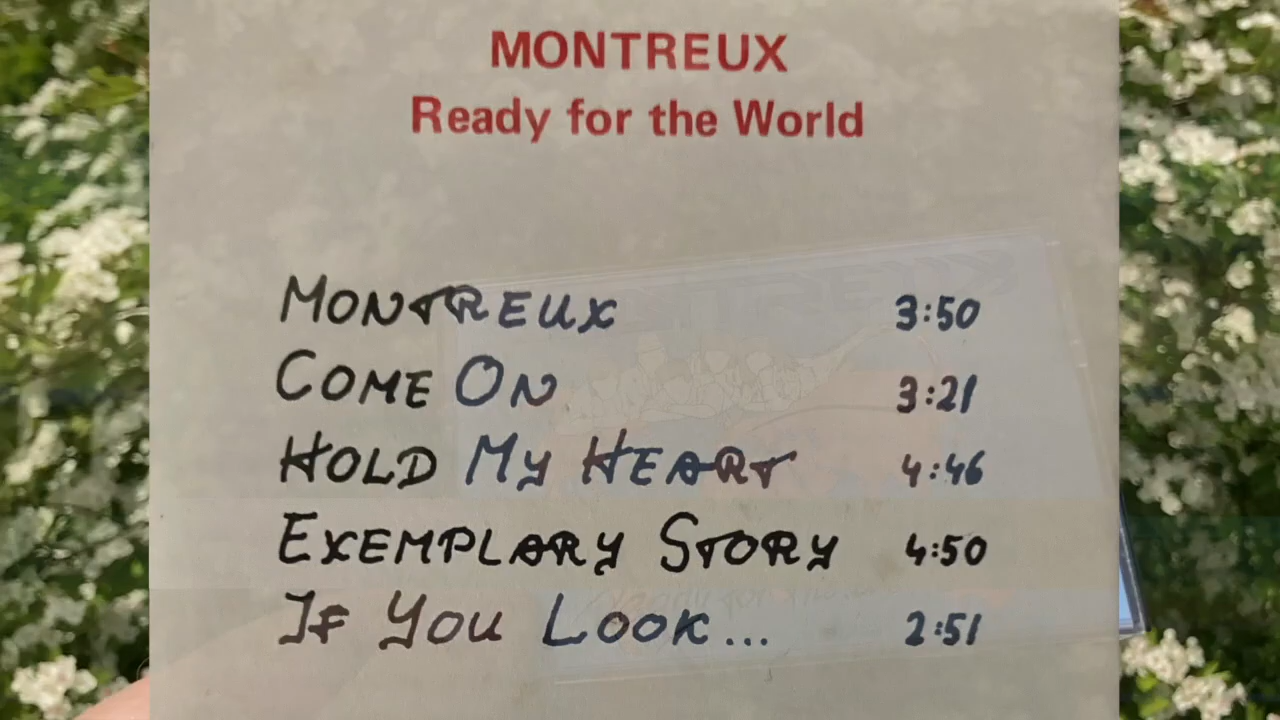 MONTREUX
Ready for the World
MONTREUX 3:50
COME ON 3:21
HOLD MY HEART 4:46
EXEMPLARY STORY 4:50
IF YOU LOOK... 2:51